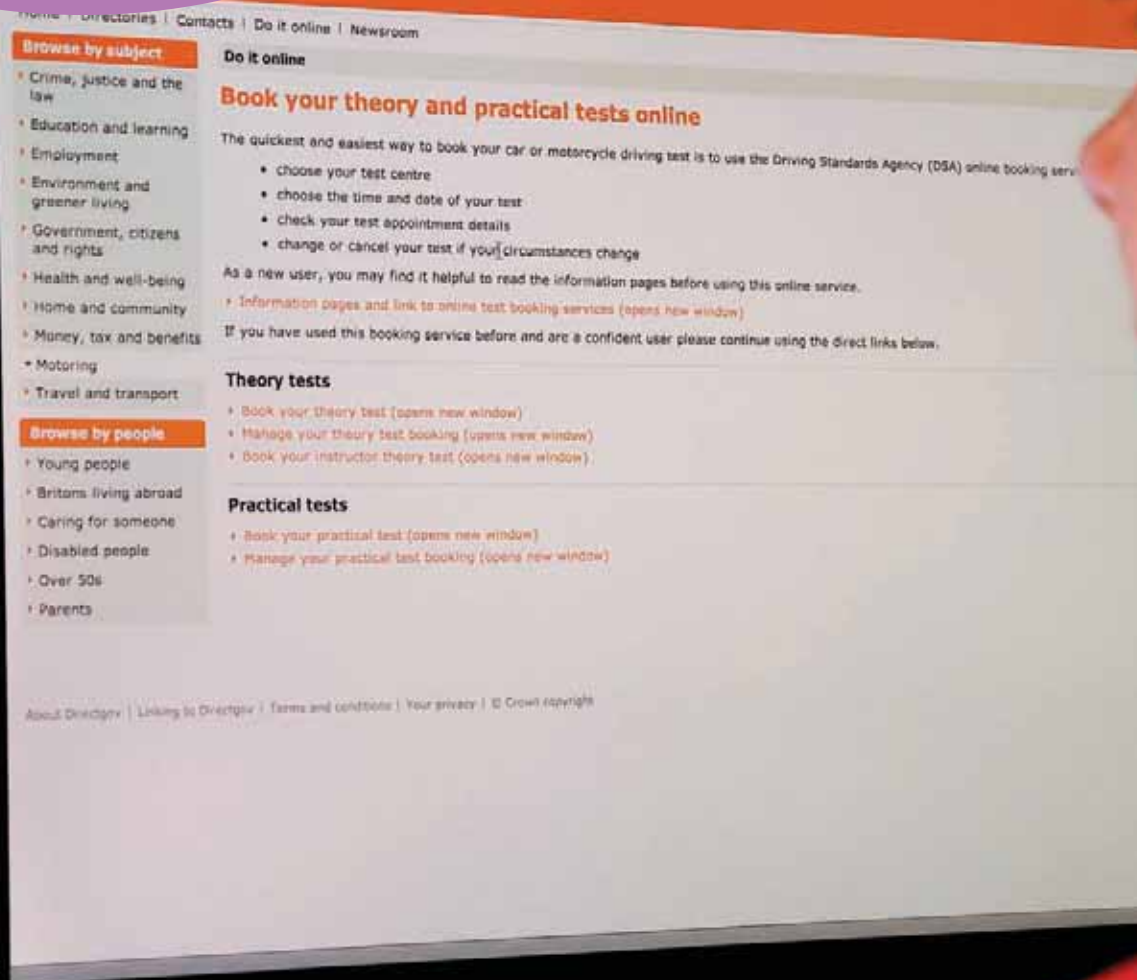 Home | Directories | Contacts | Do it online | Newsroom
Browse by subject
Crime, justice and the
law
Education and learning
Employment
Environment and
greener living
Government, citizens
and rights
Health and well-being
Home and community
Money, tax and benefits
Motoring
Travel and transport
Browse by people
Young people
Britons living abroad
Caring for someone
Disabled people
Over 50s
Parents
Do it online
Book your theory and practical tests online
The quickest and easiest way to book your car or motorcycle driving test is to use the Driving Standards Agency (DSA) online booking
• choose your test centre
• choose the time and date of your test
• check your test appointment details
• change or cancel your test if your circumstances change
As a new user, you may find it helpful to read the information pages before using this online service.
Information pages and link to online test booking services (opens new window)
If you have used this booking service before and are a confident user please continue using the direct links below.
Theory tests
Book your theory test (opens new window)
Manage your theory test booking (opens new window)
Book your instructor theory test (opens new window)
Practical tests
Book your practical test (opens new window)
Manage your practical test booking (opens new window)
About Directgov | Linking to Directgov | Terms and conditions | Your privacy | © Crown copyright